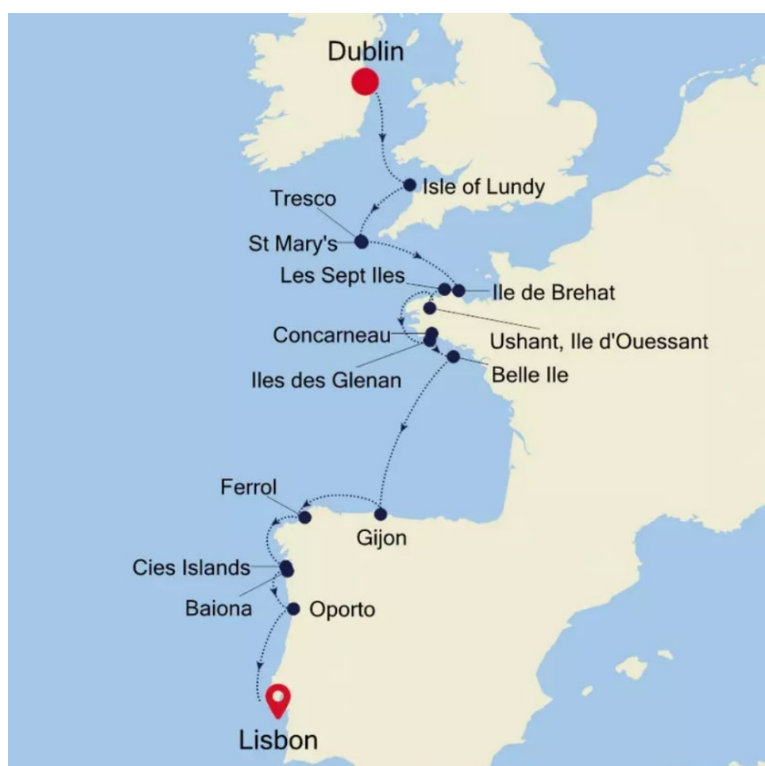 Dublin
Isle of Lundy
Tresco
St Mary's
Les Sept Iles
Ile de Brehat
Concarneau
Ushant, Ile d'Ouessant
Iles des Glenan
Belle Ile
Ferrol
Gijon
Cies Islands
Baiona
Oporto
Lisbon